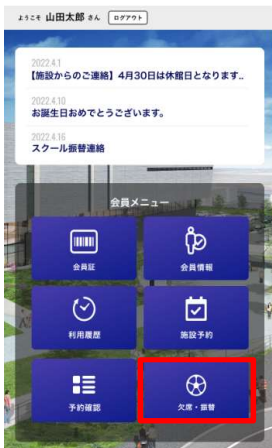 ようこそ 山田太郎 さん ログアウト
2022.4.1
【施設からのご連絡】4月30日は休館日となります..
2022.4.10
お誕生日おめでとうございます。
2022.4.16
スクール振替連絡
会員メニュー
会員証 会員情報
利用履歴 施設予約
予約確認 欠席・振替